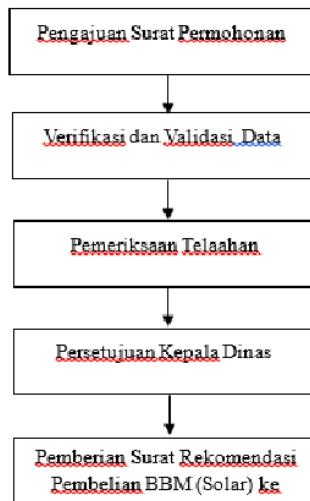 Pengajuan Surat Permohonan
Verifikasi dan Validasi Data
Pemeriksaan Telaahan
Persetujuan Kepala Dinas
Pemberian Surat Rekomendasi
Pembelian BBM (Solar) ke